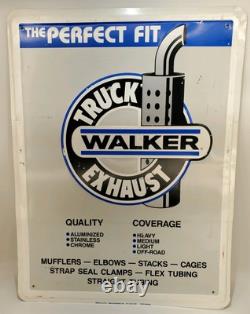 THE PERFECT FIT
TRUCK
WALKER
EXHAUST
QUALITY COVERAGE
• ALUMINIZED • HEAVY
• STAINLESS • MEDIUM
• CHROME • LIGHT
• OFF-ROAD
MUFFLERS — ELBOWS — STACKS — CAGES
STRAP SEAL CLAMPS — FLEX TUBING